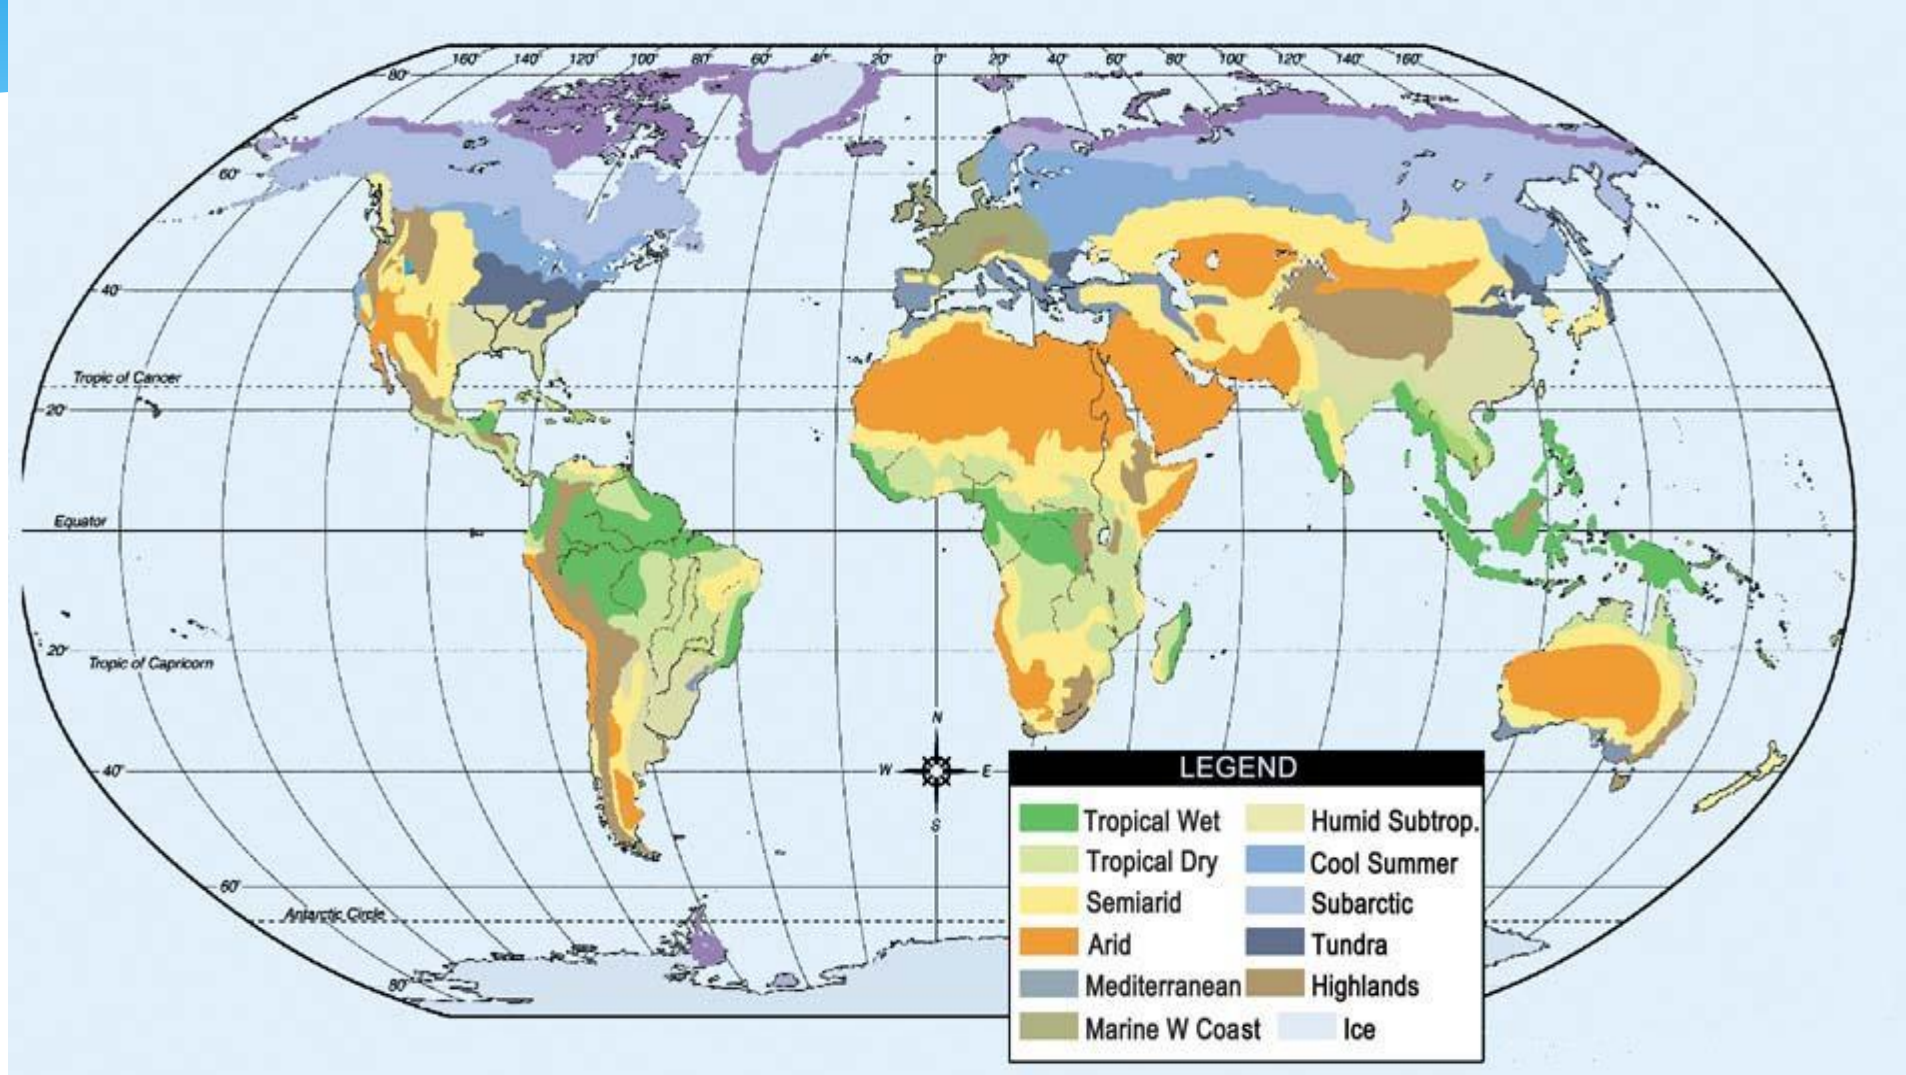 160° 140° 120° 100° 80° 60° 40° 20° 0° 20° 40° 60° 80° 100° 120° 140° 160°
80°
60°
40°
Tropic of Cancer
20°
Equator
20°
Tropic of Capricorn
N
W E
S
40°
60°
Antarctic Circle
80°
LEGEND
Tropical Wet Humid Subtrop.
Tropical Dry Cool Summer
Semiarid Subarctic
Arid Tundra
Mediterranean Highlands
Marine W Coast Ice